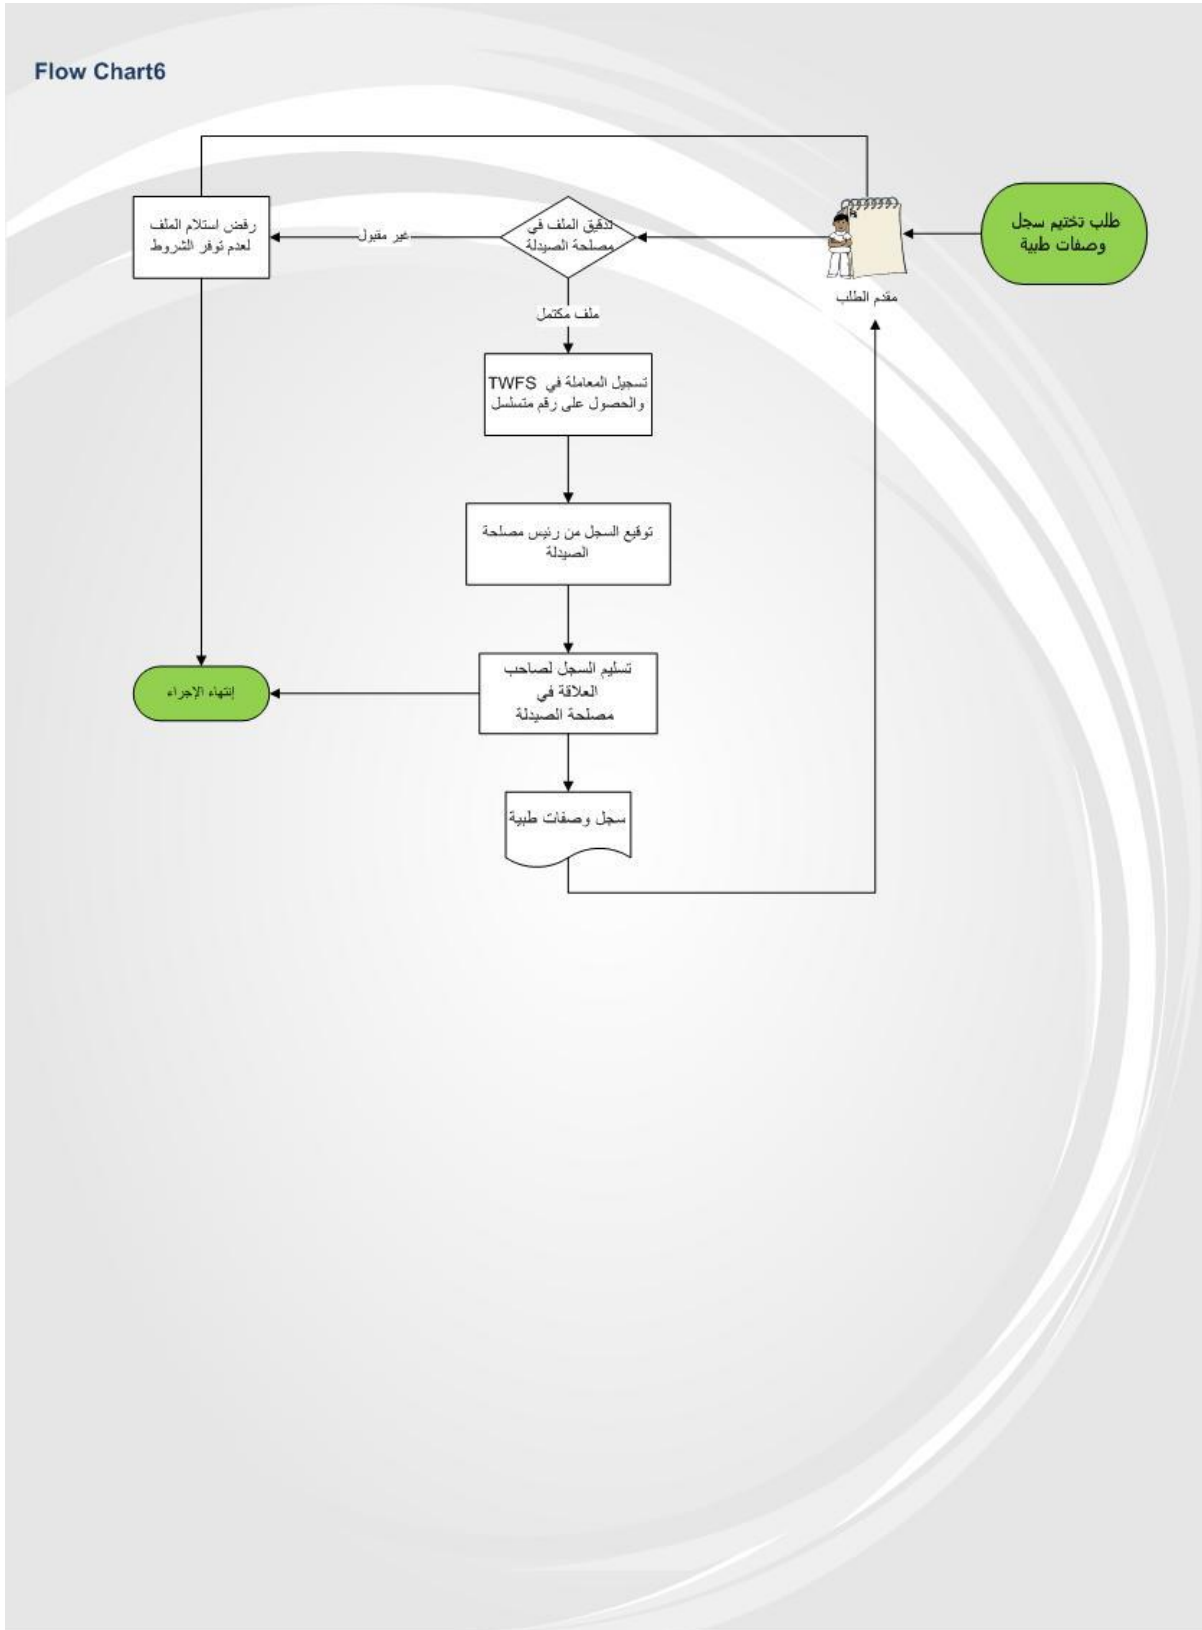 Flow Chart6
طلب تختيم سجل
وصفات طبية
مقدم الطلب
تدقيق الملف في
مصلحة الصيدلة
غير مقبول
رفض استلام الملف
لعدم توفر الشروط
ملف مكتمل
تسجيل المعاملة في TWFS
والحصول على رقم متسلسل
توقيع السجل من رئيس مصلحة
الصيدلة
تسليم السجل لصاحب
العلاقة في
مصلحة الصيدلة
إنتهاء الإجراء
سجل وصفات طبية